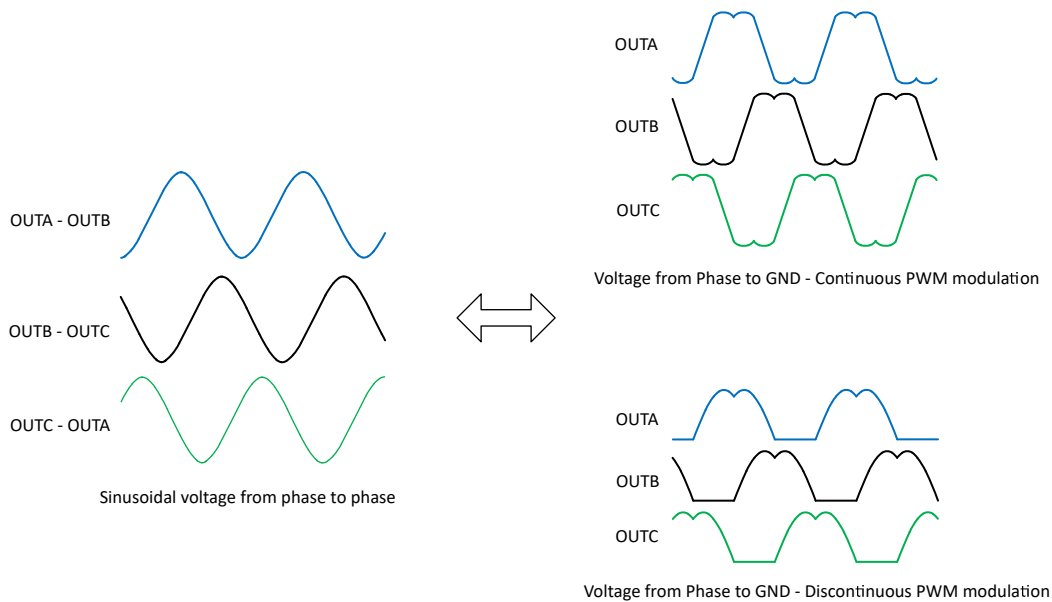 OUTA - OUTB
OUTB - OUTC
OUTC - OUTA
Sinusoidal voltage from phase to phase
OUTA
OUTB
OUTC
Voltage from Phase to GND - Continuous PWM modulation
OUTA
OUTB
OUTC
Voltage from Phase to GND - Discontinuous PWM modulation